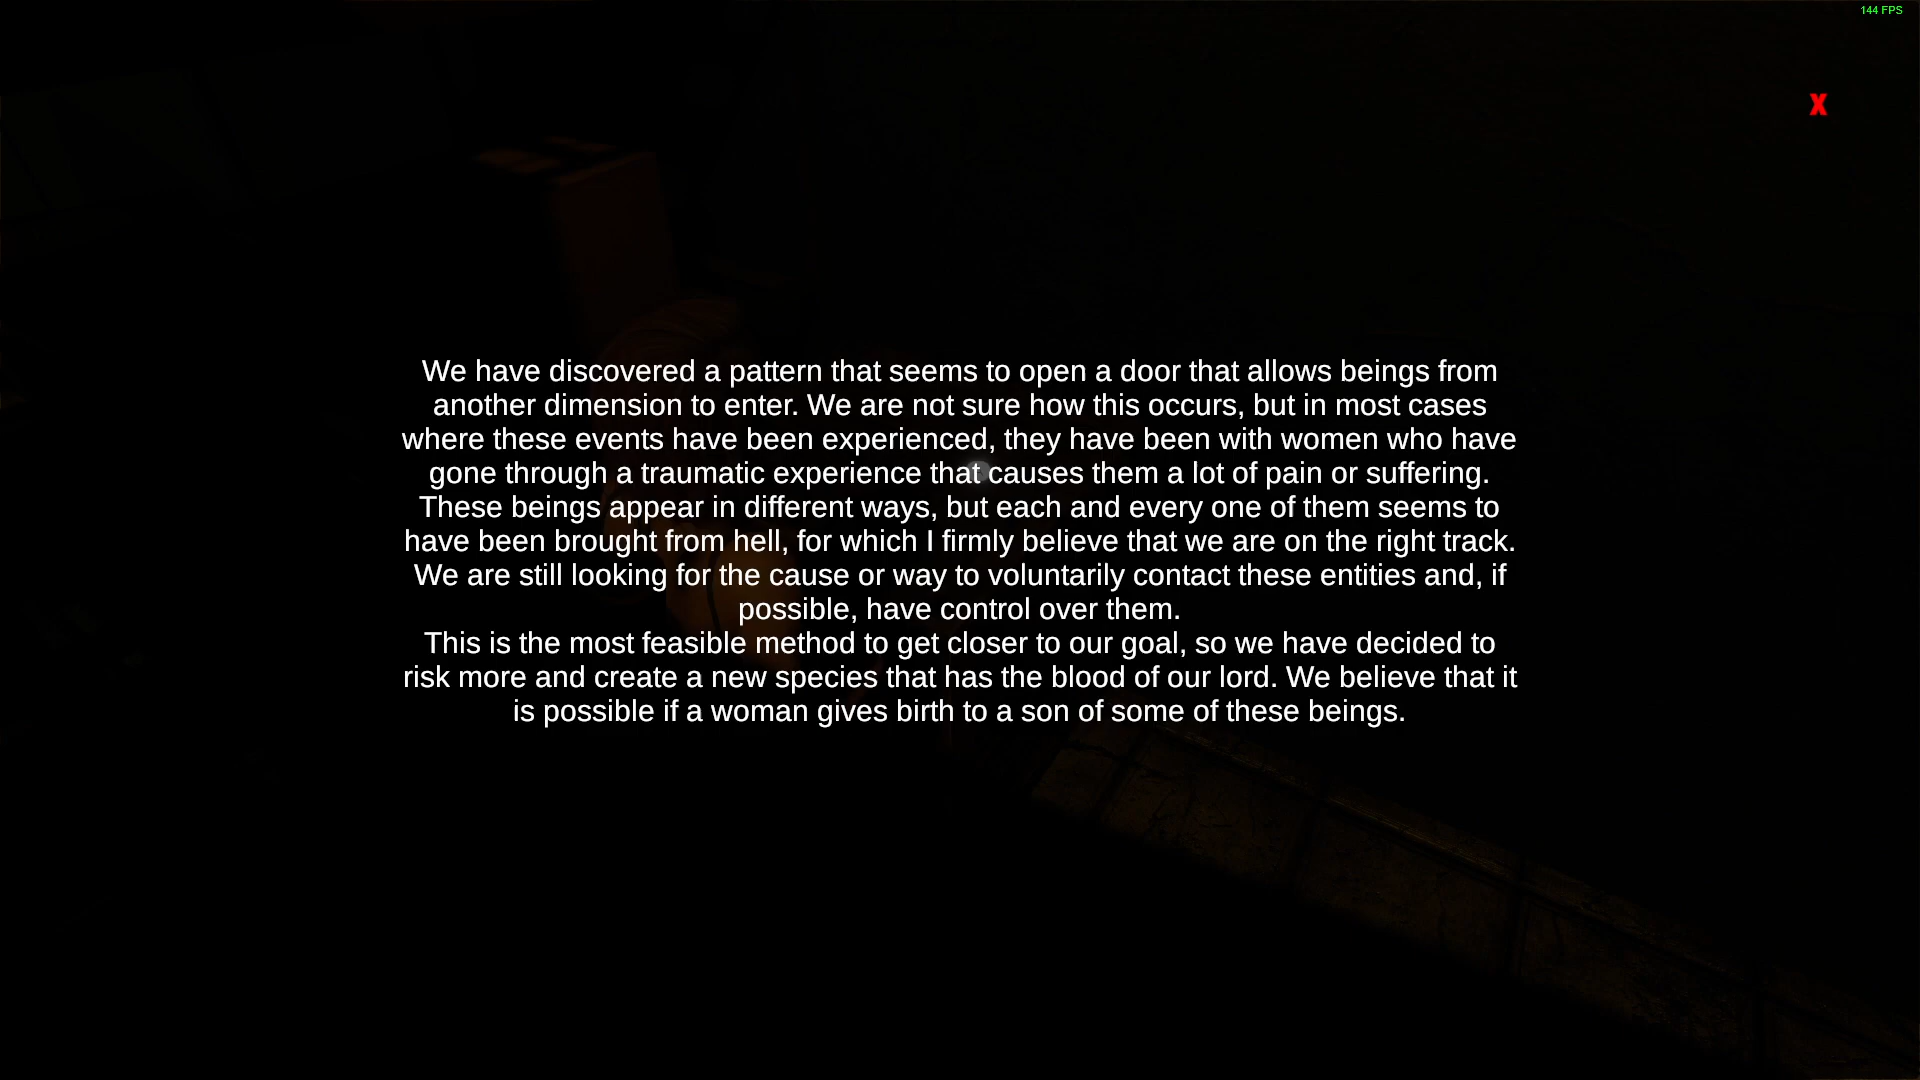 144 FPS
X
We have discovered a pattern that seems to open a door that allows beings from
another dimension to enter. We are not sure how this occurs, but in most cases
where these events have been experienced, they have been with women who have
gone through a traumatic experience that causes them a lot of pain or suffering.
These beings appear in different ways, but each and every one of them seems to
have been brought from hell, for which I firmly believe that we are on the right track.
We are still looking for the cause or way to voluntarily contact these entities and, if
possible, have control over them.
This is the most feasible method to get closer to our goal, so we have decided to
risk more and create a new species that has the blood of our lord. We believe that it
is possible if a woman gives birth to a son of some of these beings.